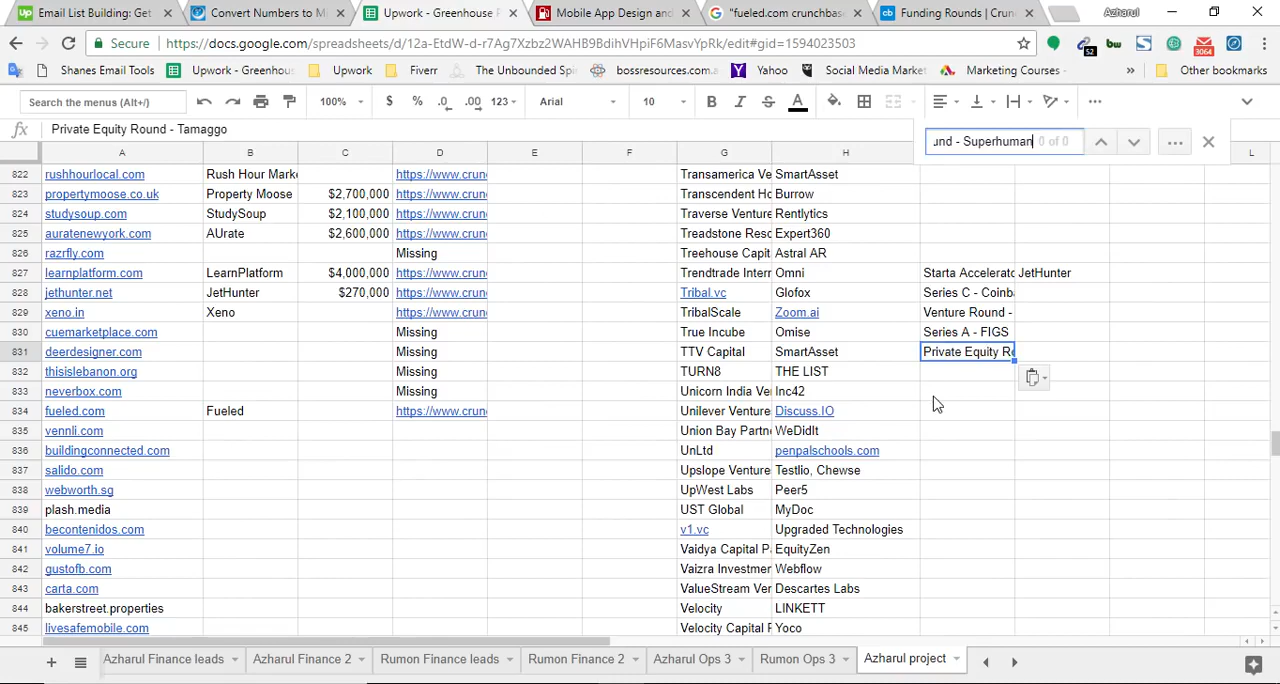 Email List Building: Get
Convert Numbers to Mi
Upwork - Greenhouse P
Mobile App Design and
"fueled.com crunchbas
Funding Rounds | Crun
Azharul
Secure
https://docs.google.com/spreadsheet/d/12a-EtdW-d-r7Ag7Xzbz2WAHB9BdihVHpiF6MasvYpRk/edit#gid=1594023503
52
bw
3064
Shanes Email Tools
Upwork - Greenhous
Upwork
Fiverr
The Unbounded Spi
bossresources.com.a
Yahoo
Social Media Market
Marketing Courses -
»
Other bookmarks
Search the menus (Alt+/)
100%
$ % .0 .00 123
Arial
10
B I S A
fx Private Equity Round - Tamaggo
und - Superhuman 0 of 0
A B C D E F G H L
822 rushhourlocal.com Rush Hour Marke https://www.crun Transamerica Ve SmartAsset
823 propertymoose.co.uk Property Moose $2,700,000 https://www.crun Transcendent Ho Burrow
824 studysoup.com StudySoup $2,100,000 https://www.crun Traverse Venture Rentlytics
825 auratenewyork.com AUrate $2,600,000 https://www.crun Treadstone Reso Expert360
826 razrfly.com Missing Treehouse Capit Astral AR
827 learnplatform.com LearnPlatform $4,000,000 https://www.crun Trendtrade Intern Omni Starta Accelerato JetHunter
828 jethunter.net JetHunter $270,000 https://www.crun Tribal.vc Glofox Series C - Coinb
829 xeno.in Xeno https://www.crun TribalScale Zoom.ai Venture Round -
830 cuemarketplace.com Missing True Incube Omise Series A - FIGS
831 deerdesigner.com Missing TTV Capital SmartAsset Private Equity Ro
832 thisislebanon.org Missing TURN8 THE LIST
833 neverbox.com Missing Unicorn India Ve Inc42
834 fueled.com Fueled https://www.crun Unilever Venture Discuss.IO
835 vennli.com Union Bay Partn WeDidIt
836 buildingconnected.com UnLtd penpalschools.com
837 salido.com Upslope Venture Testlio, Chewse
838 webworth.sg UpWest Labs Peer5
839 plash.media UST Global MyDoc
840 becontenidos.com v1.vc Upgraded Technologies
841 volume7.io Vaidya Capital Pa EquityZen
842 gustofb.com Vaizra Investmen Webflow
843 carta.com ValueStream Ven Descartes Labs
844 bakerstreet.properties Velocity LINKETT
845 livesafemobile.com Velocity Capital P Yoco
Azharul Finance leads
Azharul Finance 2
Rumon Finance leads
Rumon Finance 2
Azharul Ops 3
Rumon Ops 3
Azharul project